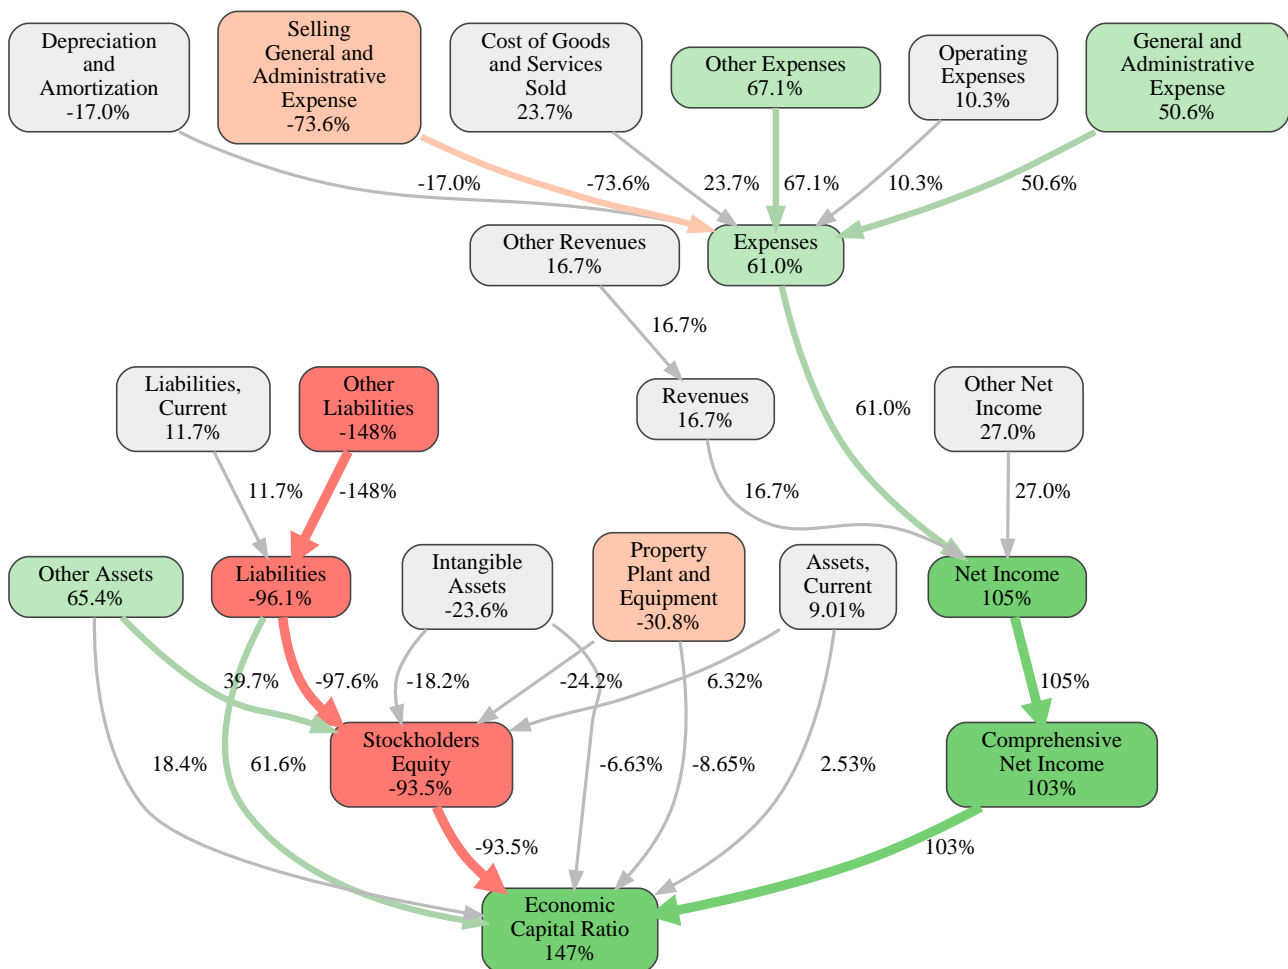 Depreciation
and
Amortization
-17.0%
Selling
General and
Administrative
Expense
-73.6%
Cost of Goods
and Services
Sold
23.7%
Other Expenses
67.1%
Operating
Expenses
10.3%
General and
Administrative
Expense
50.6%
-17.0%
-73.6%
23.7%
67.1%
10.3%
50.6%
Other Revenues
16.7%
Expenses
61.0%
16.7%
Liabilities,
Current
11.7%
Other
Liabilities
-148%
Revenues
16.7%
61.0%
Other Net
Income
27.0%
11.7%
-148%
16.7%
27.0%
Other Assets
65.4%
Liabilities
-96.1%
Intangible
Assets
-23.6%
Property
Plant and
Equipment
-30.8%
Assets,
Current
9.01%
Net Income
105%
39.7%
-97.6%
-18.2%
-24.2%
6.32%
105%
Stockholders
Equity
-93.5%
Comprehensive
Net Income
103%
18.4%
61.6%
-6.63%
-8.65%
2.53%
-93.5%
103%
Economic
Capital Ratio
147%